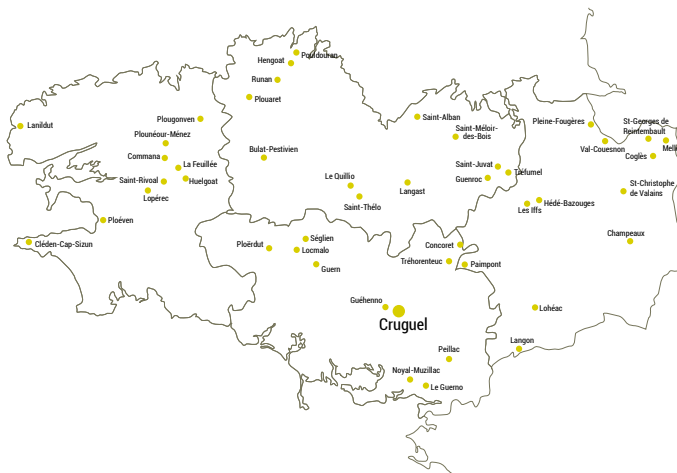 Pouldouran
Hengoat
Runan
Plouaret
Lanildut
Plougonven
Plounéour-Ménez
Commana
La Feuillée
Saint-Rivoal
Huelgoat
Lopérec
Ploéven
Cléden-Cap-Sizun
Bulat-Pestivien
Saint-Alban
Saint-Méloir-
des-Bois
Le Quillio
Saint-Thélo
Langast
Saint-Juvat
Guenroc
Tréfumel
Pleine-Fougères
St-Georges de
Reintembault
Val-Couesnon
Coglès
St-Christophe
de Valains
Les Iffs
Hédé-Bazouges
Champeaux
Ploërdut
Séglien
Locmalo
Guern
Concoret
Tréhorenteuc
Paimpont
Guéhenno
Cruguel
Lohéac
Langon
Peillac
Noyal-Muzillac
Le Guerno